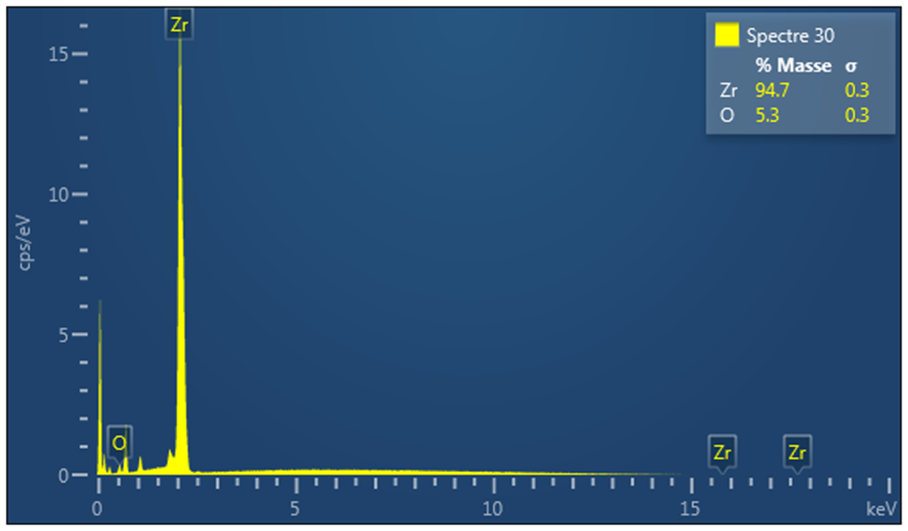 Zr
Spectre 30
% Masse σ
Zr 94.7 0.3
O 5.3 0.3
15
10
cps/eV
5
O
Zr
Zr
0
0 5 10 15 keV